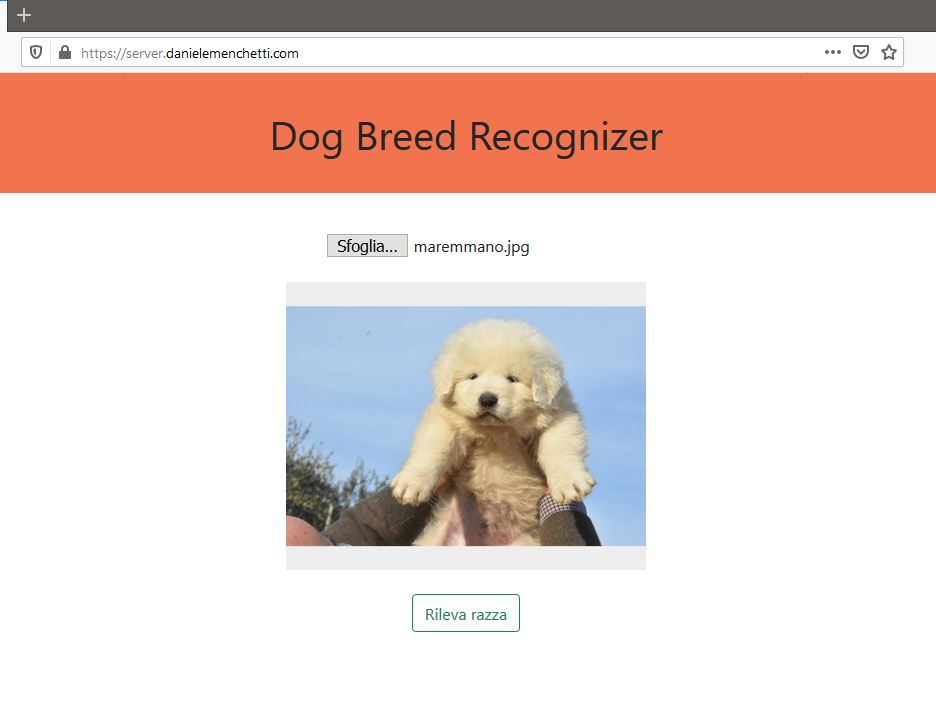 https://server.danielemenchetti.com
Dog Breed Recognizer
Sfoglia... maremmano.jpg
Rileva razza